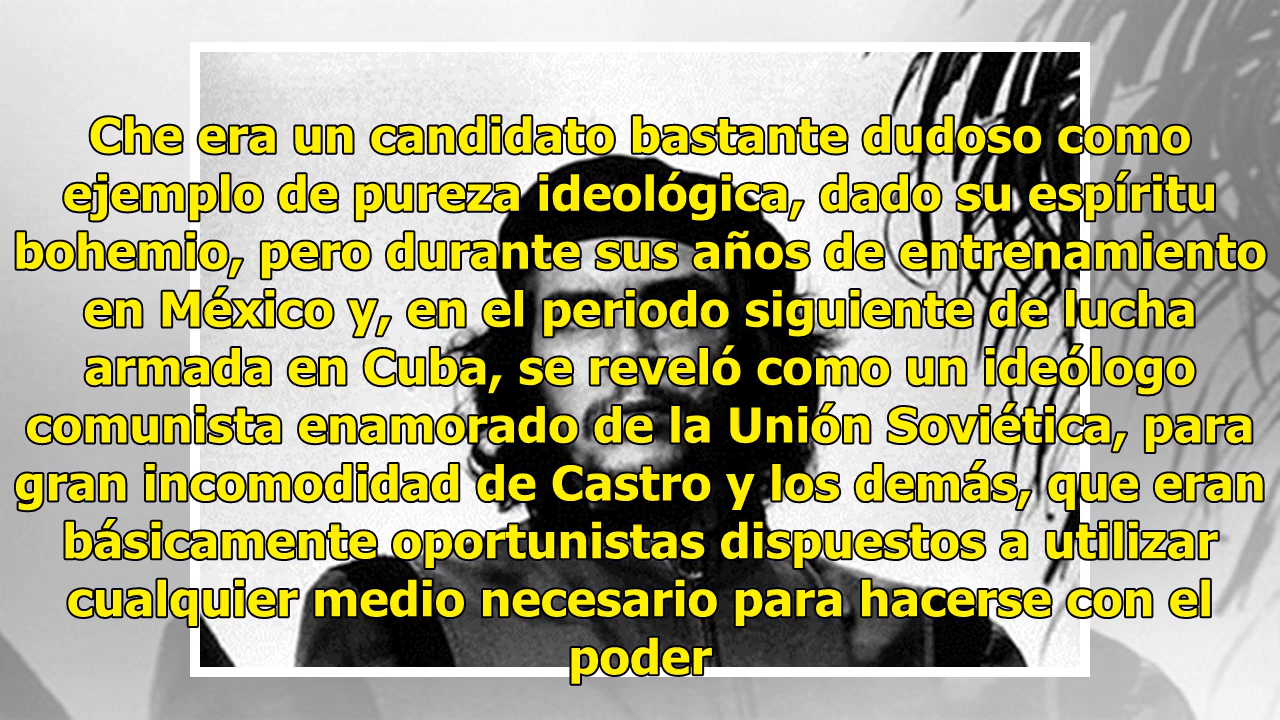 Che era un candidato bastante dudoso como
ejemplo de pureza ideológica, dado su espíritu
bohemio, pero durante sus años de entrenamiento
en México y, en el periodo siguiente de lucha
armada en Cuba, se reveló como un ideólogo
comunista enamorado de la Unión Soviética, para
gran incomodidad de Castro y los demás, que eran
básicamente oportunistas dispuestos a utilizar
cualquier medio necesario para hacerse con el
poder